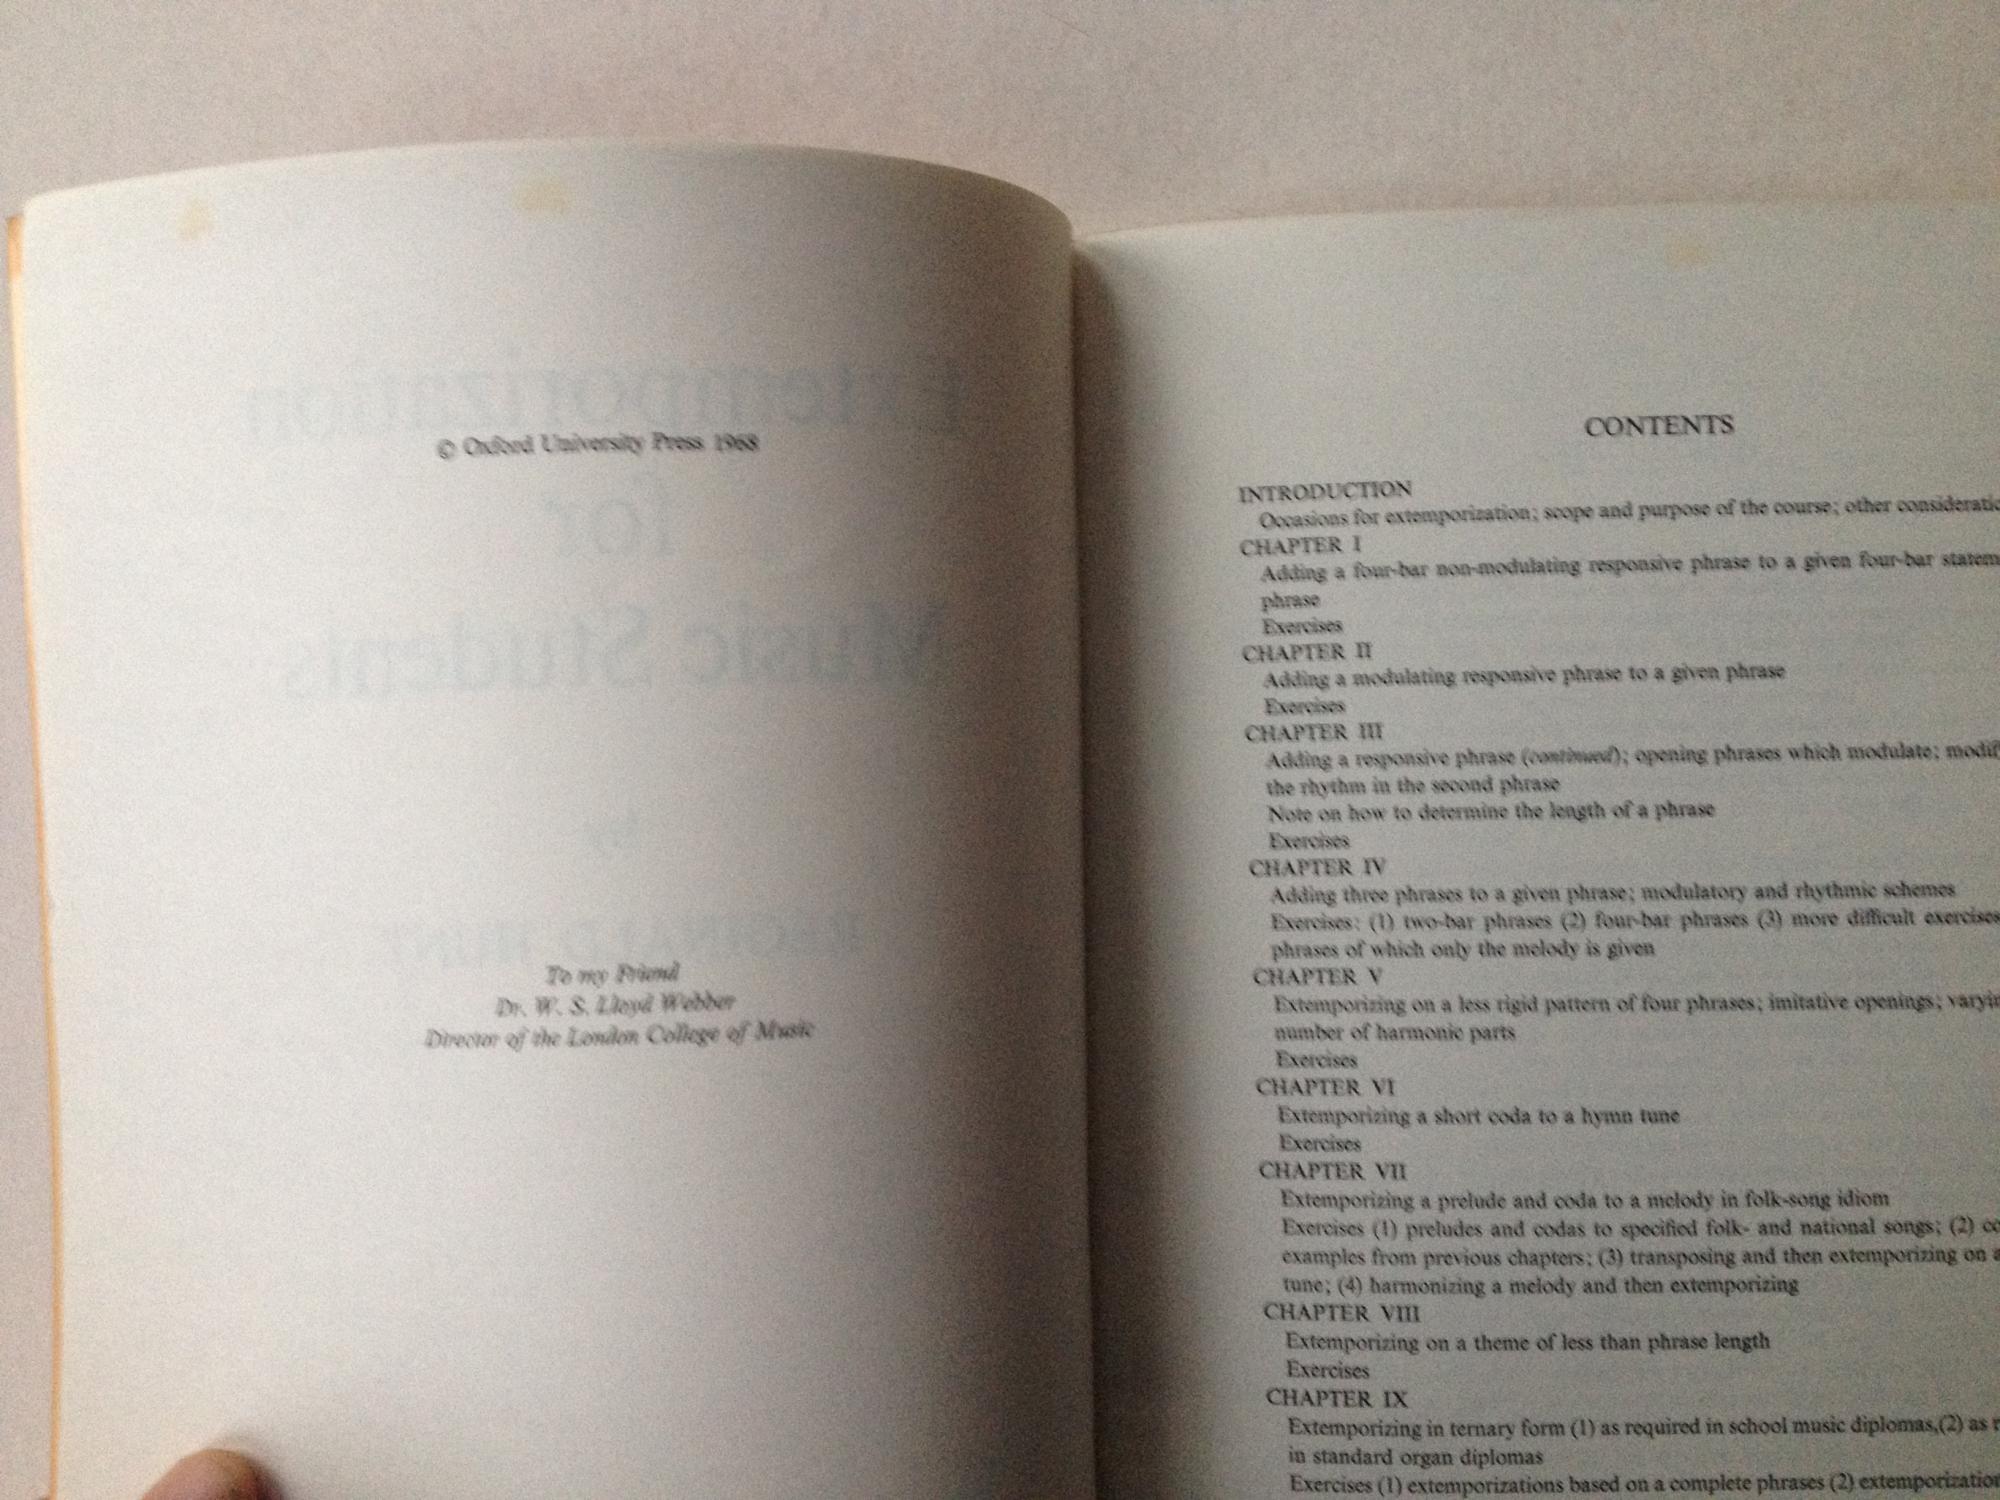 © Oxford University Press 1968
To my Friend
Dr. W. S. Lloyd Webber
Director of the London College of Music
CONTENTS
INTRODUCTION
Occasions for extemporization; scope and purpose of the course; other
CHAPTER I
Adding a four-bar non-modulating responsive phrase to a given four-bar
phrase
Exercises
CHAPTER II
Adding a modulating responsive phrase to a given phrase
Exercises
CHAPTER III
Adding a responsive phrase (continued); opening phrases which modulate;
the rhythm in the second phrase
Note on how to determine the length of a phrase
Exercises
CHAPTER IV
Adding three phrases to a given phrase; modulatory and rhythmic schemes
Exercises: (1) two-bar phrases (2) four-bar phrases (3) more difficult exercises
phrases of which only the melody is given
CHAPTER V
Extemporizing on a less rigid pattern of four phrases; imitative openings;
number of harmonic parts
Exercises
CHAPTER VI
Extemporizing a short coda to a hymn tune
Exercises
CHAPTER VII
Extemporizing a prelude and coda to a melody in folk-song idiom
Exercises (1) preludes and codas to specified folk- and national songs; (2)
examples from previous chapters; (3) transposing and then extemporizing on
tune; (4) harmonizing a melody and then extemporizing
CHAPTER VIII
Extemporizing on a theme of less than phrase length
Exercises
CHAPTER IX
Extemporizing in ternary form (1) as required in school music diplomas,(2) as
in standard organ diplomas
Exercises (1) extemporizations based on a complete phrases (2)